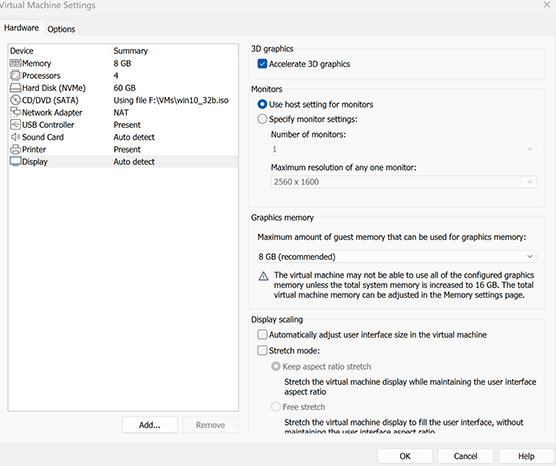 Virtual Machine Settings
Hardware Options
Device Summary
Memory 8 GB
Processors 4
Hard Disk (NVMe) 60 GB
CD/DVD (SATA) Using file F:\VMs\win10_32b.iso
Network Adapter NAT
USB Controller Present
Sound Card Auto detect
Printer Present
Display Auto detect
Add... Remove
3D graphics
Accelerate 3D graphics
Monitors
Use host setting for monitors
Specify monitor settings:
Number of monitors:
1
Maximum resolution of any one monitor:
2560 x 1600
Graphics memory
Maximum amount of guest memory that can be used for graphics memory:
8 GB (recommended)
The virtual machine may not be able to use all of the configured graphics
memory unless the total system memory is increased to 16 GB. The total
virtual machine memory can be adjusted in the Memory settings page.
Display scaling
Automatically adjust user interface size in the virtual machine
Stretch mode:
Keep aspect ratio stretch
Stretch the virtual machine display while maintaining the user interface
aspect ratio
Free stretch
Stretch the virtual machine display to fill the user interface, without
maintaining the user interface aspect ratio
OK Cancel Help